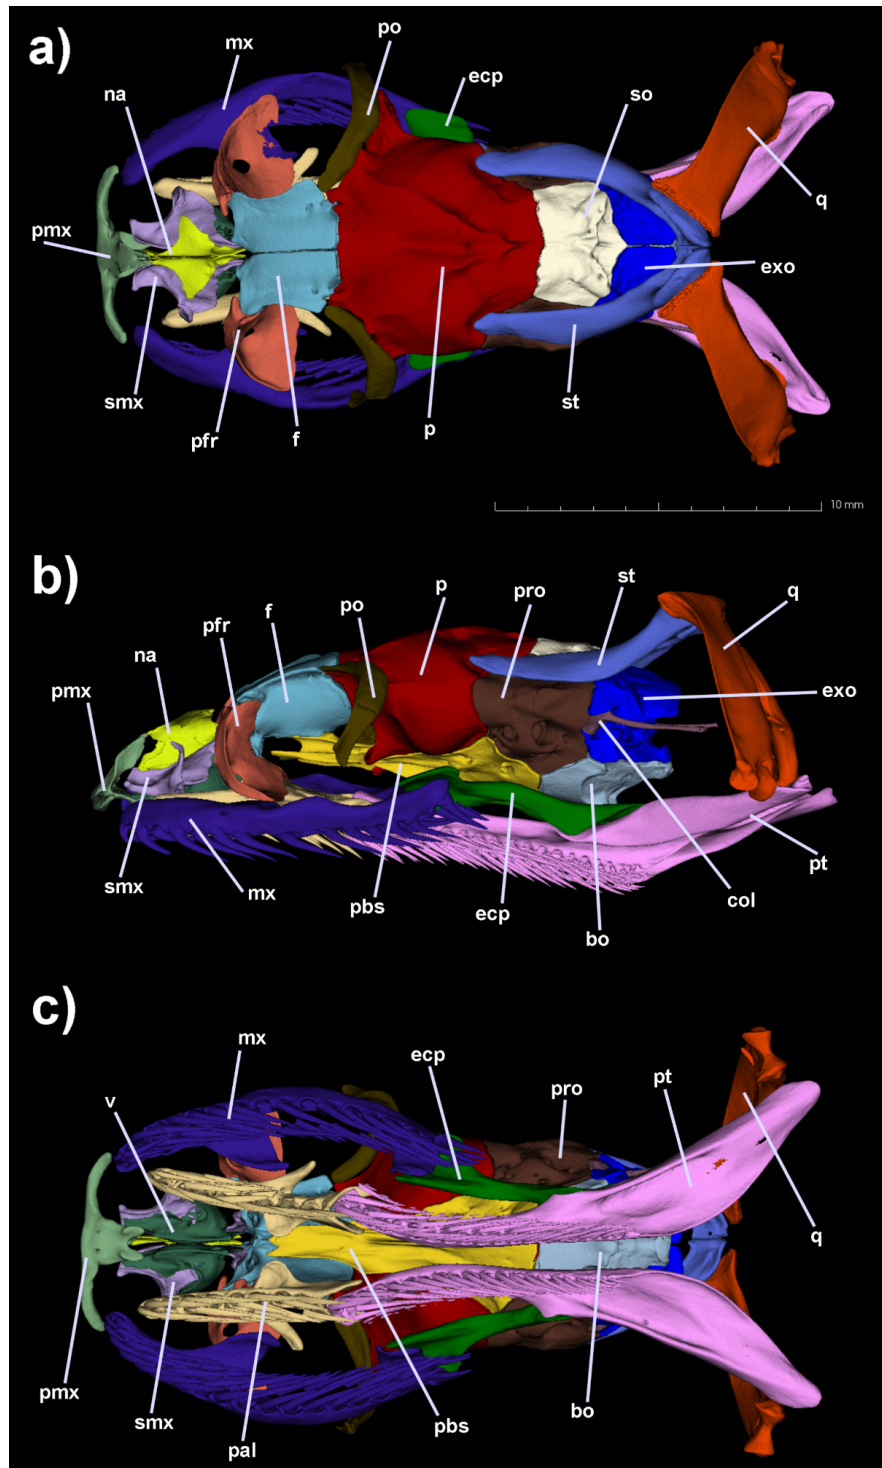 a)
mx
po
ecp
na
so
q
pmx
exo
smx
pfr
f
p
st
10 mm
b)
st
q
p
pro
po
f
pfr
na
pmx
exo
smx
mx
pbs
ecp
bo
col
pt
c)
mx
ecp
pro
pt
v
q
pmx
smx
pal
pbs
bo